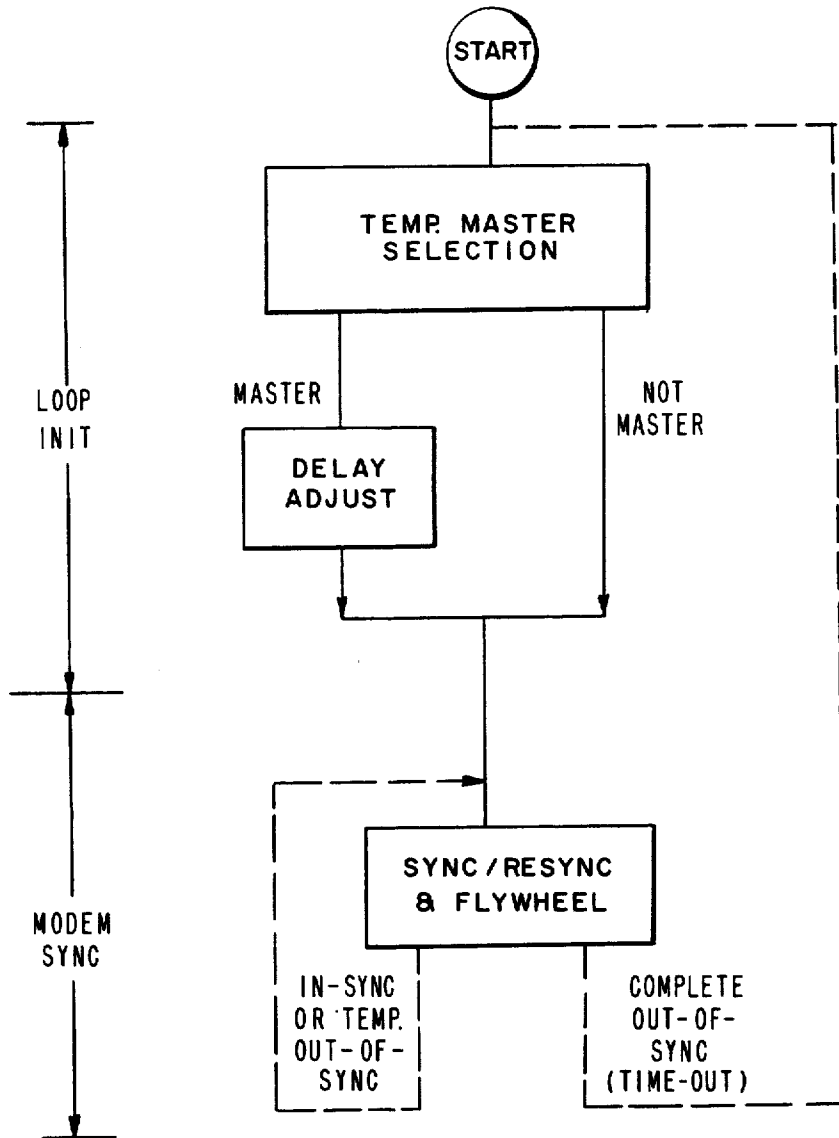 START
TEMP. MASTER
SELECTION
LOOP
INIT
MASTER
NOT
MASTER
DELAY
ADJUST
SYNC/RESYNC
& FLYWHEEL
MODEM
SYNC
IN-SYNC
OR TEMP.
OUT-OF-
SYNC
COMPLETE
OUT-OF-
SYNC
(TIME-OUT)